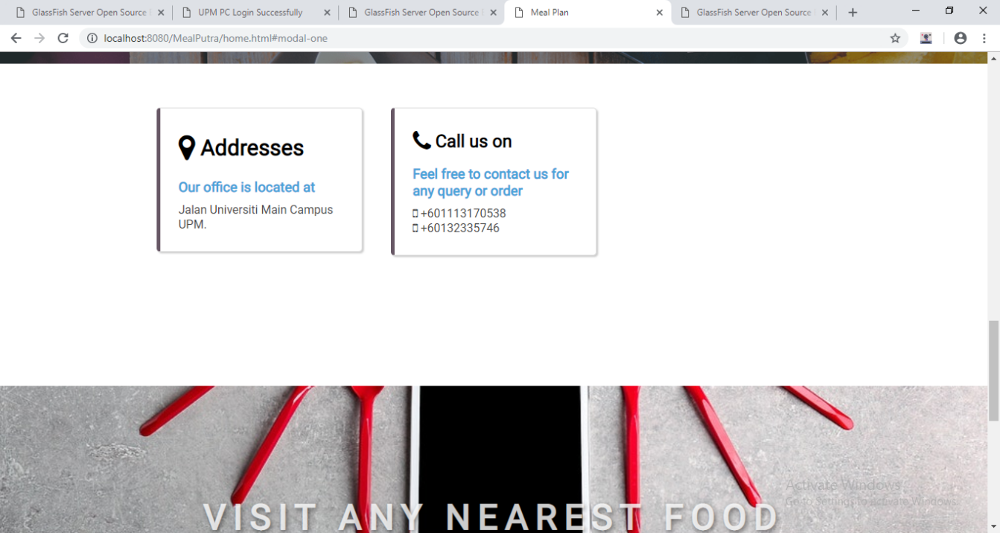 GlassFish Server Open Source
UPM PC Login Successfully
GlassFish Server Open Source
Meal Plan
GlassFish Server Open Source
localhost:8080/MealPutra/home.html#modal-one
Addresses
Our office is located at
Jalan Universiti Main Campus
UPM.
Call us on
Feel free to contact us for
any query or order
+601113170538
+60132335746
Activate Windows
Go to Settings to activate Windows.
VISIT ANY NEAREST FOOD